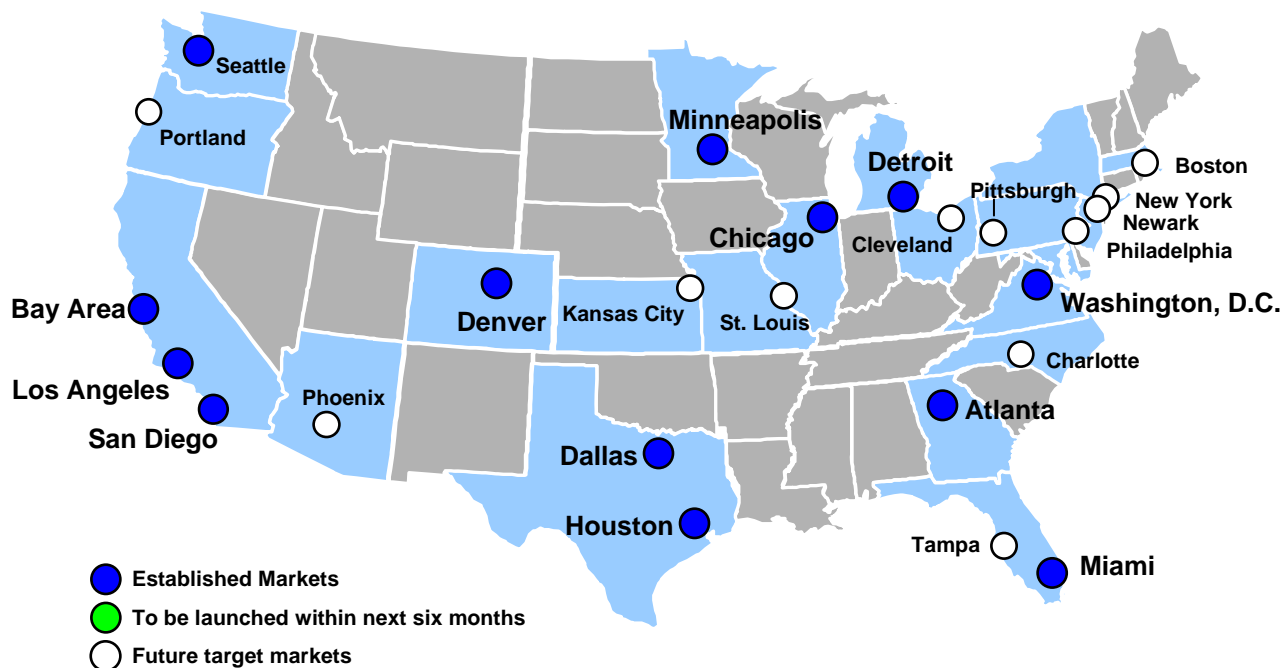 Seattle
Portland
Minneapolis
Detroit
Pittsburgh
Boston
New York
Newark
Philadelphia
Chicago
Cleveland
Bay Area
Denver
Kansas City
St. Louis
Washington, D.C.
Los Angeles
Phoenix
Charlotte
San Diego
Atlanta
Dallas
Houston
Tampa
Miami
Established Markets
To be launched within next six months
Future target markets